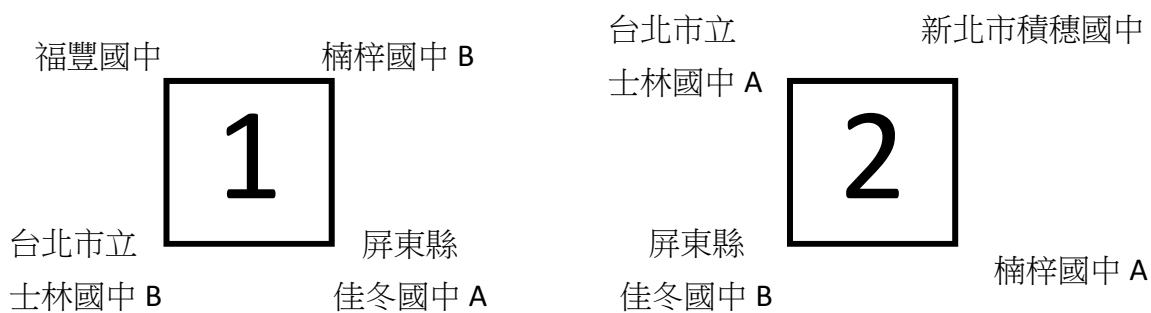 福豐國中
楠梓國中 B
1
台北市立
士林國中 B
屏東縣
佳冬國中 A
台北市立
士林國中 A
新北市積穗國中
2
屏東縣
佳冬國中 B
楠梓國中 A